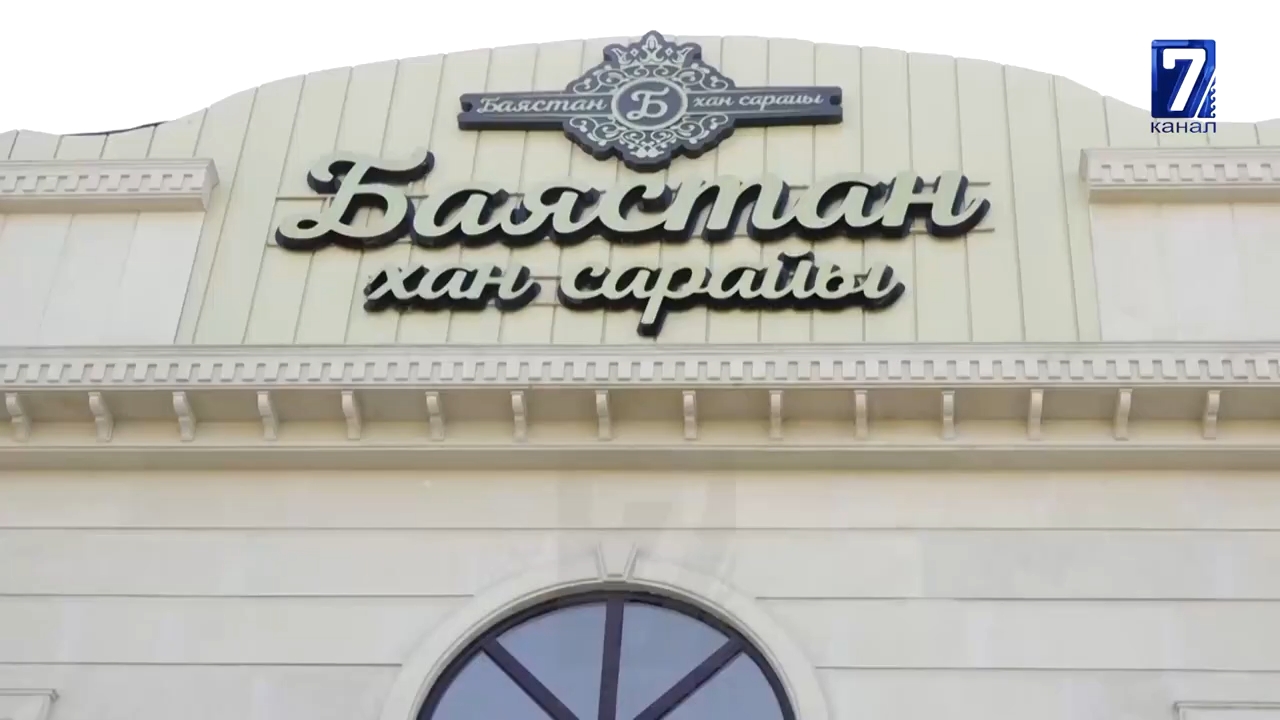 Баястан Б хан сарайы
Баястан
хан сарайы
7
канал